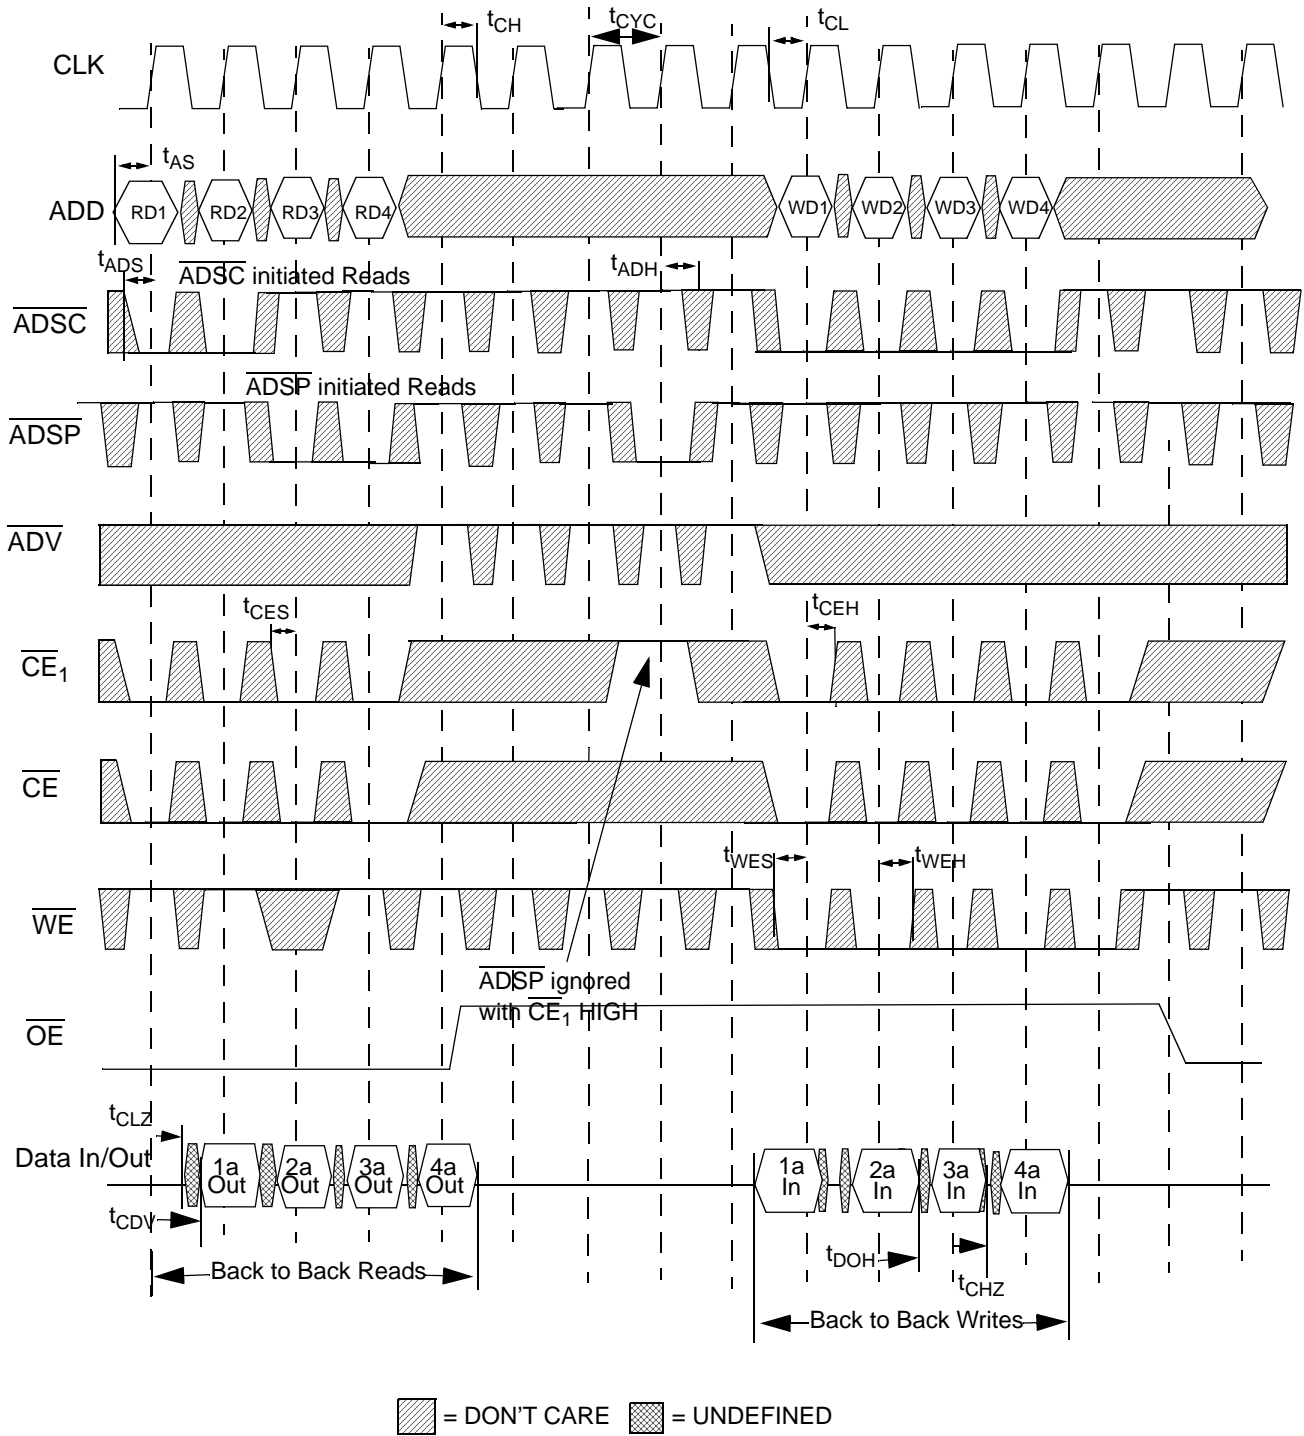 tCH
tCYC
tCL
CLK
tAS
ADD
RD1
RD2
RD3
RD4
WD1
WD2
WD3
WD4
tADS
ADSC initiated Reads
tADH
ADSC
ADSP initiated Reads
ADSP
ADV
tCES
tCEH
CE1
CE
tWES
tWEH
WE
ADSP ignored
with CE1 HIGH
OE
tCLZ
Data In/Out
1a
Out
2a
Out
3a
Out
4a
Out
1a
In
2a
In
3a
In
4a
In
tCDV
tDOH
tCHZ
Back to Back Reads
Back to Back Writes
= DON'T CARE
= UNDEFINED